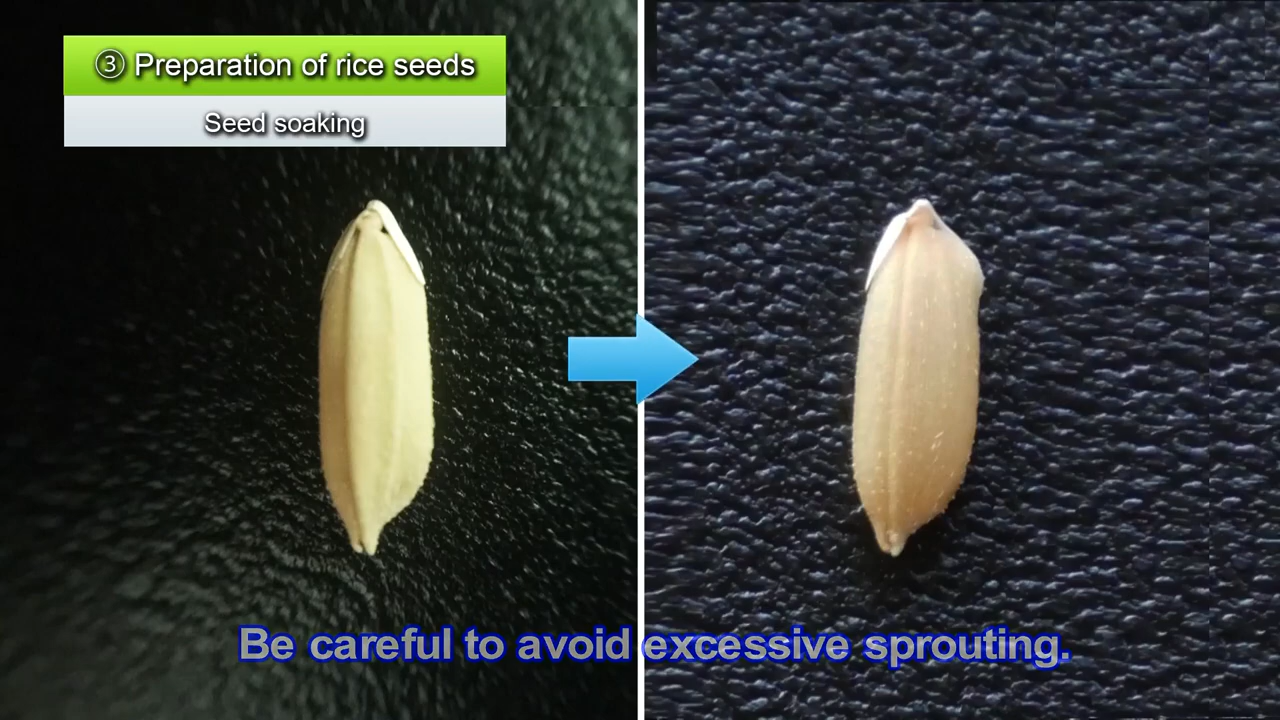 ③ Preparation of rice seeds
Seed soaking
Be careful to avoid excessive sprouting.